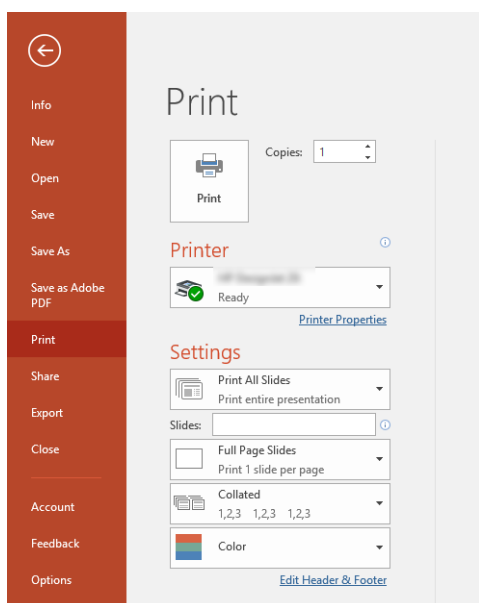 Info
New
Open
Save
Save As
Save as Adobe
PDF
Print
Share
Export
Close
Account
Feedback
Options
Print
Print
Copies: 1
Printer
Ready
Printer Properties
Settings
Print All Slides
Print entire presentation
Slides:
Full Page Slides
Print 1 slide per page
Collated
1,2,3 1,2,3 1,2,3
Color
Edit Header & Footer